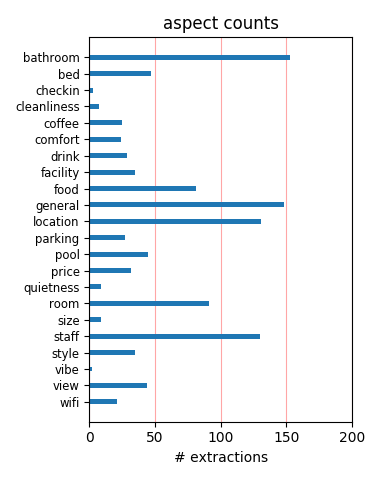 aspect counts
bathroom
bed
checkin
cleanliness
coffee
comfort
drink
facility
food
general
location
parking
pool
price
quietness
room
size
staff
style
vibe
view
wifi
0 50 100 150 200
# extractions